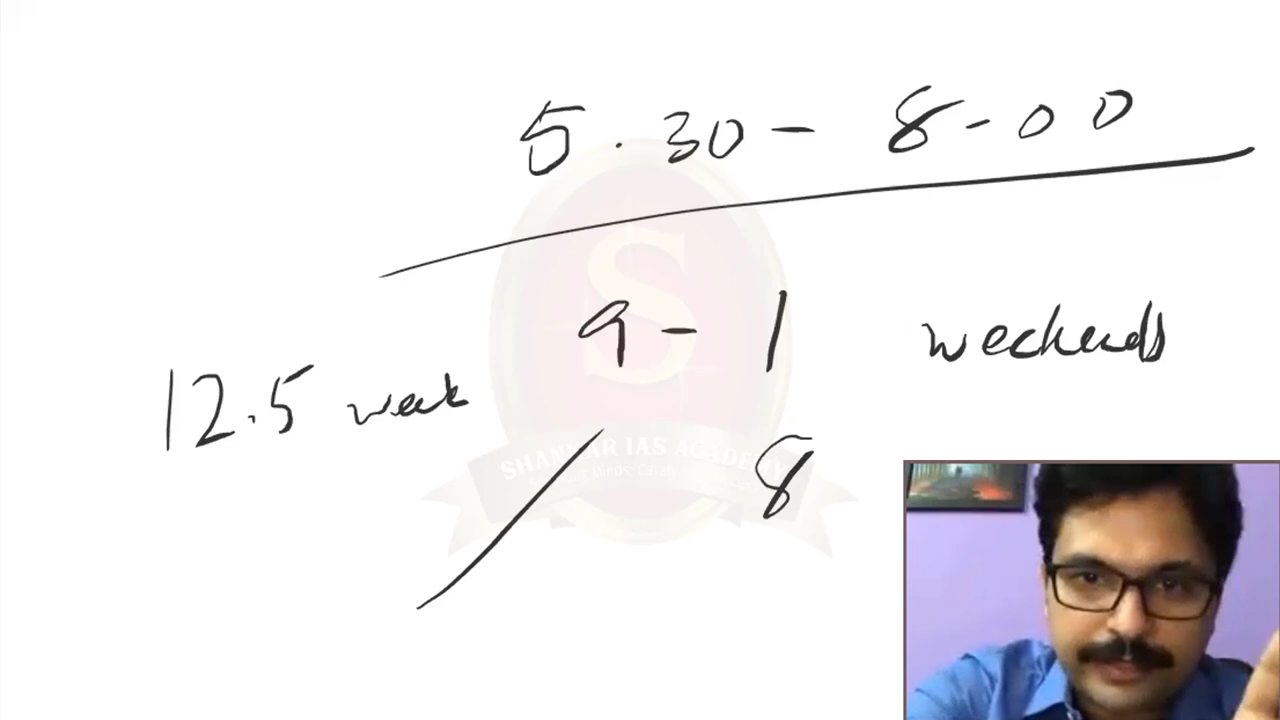 5.30 - 8-00
9 - 1 weekends
12.5 week
8
S
SHANKAR IAS ACADEMY